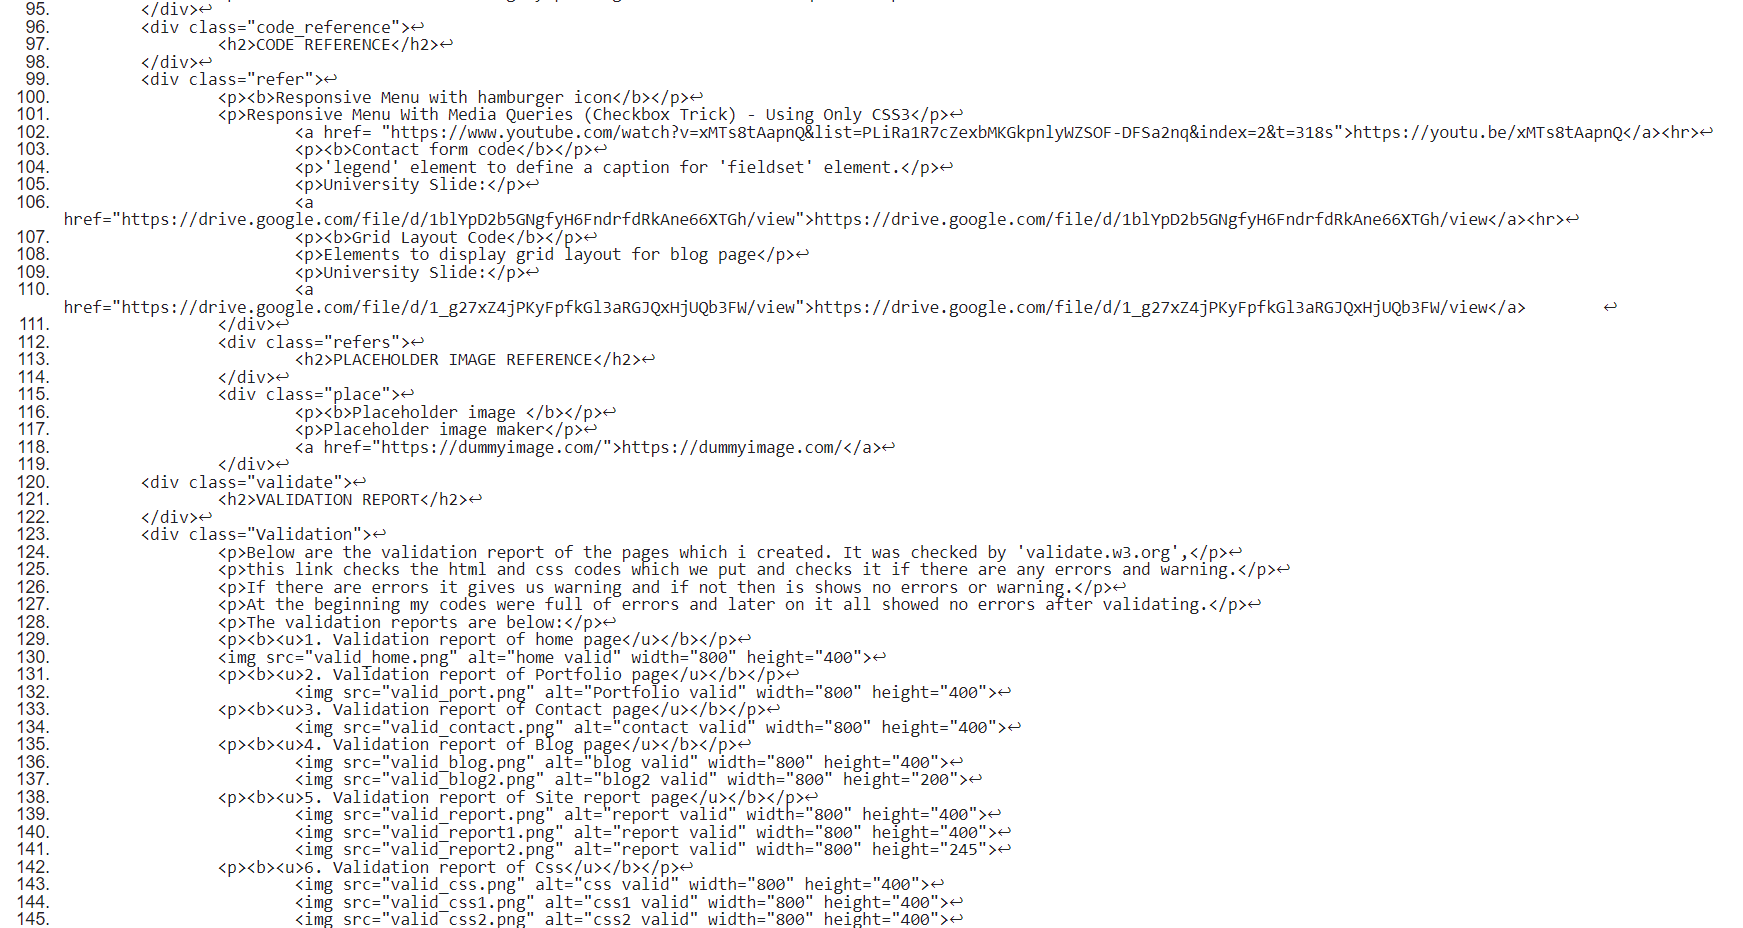 95. </div>↩
96. <div class="code_reference">↩
97. <h2>CODE REFERENCE</h2>↩
98. </div>↩
99. <div class="refer">↩
100. <p><b>Responsive Menu with hamburger icon</b></p>↩
101. <p>Responsive Menu With Media Queries (Checkbox Trick) - Using Only CSS3</p>↩
102. <a href= "https://www.youtube.com/watch?v=xMTs8tAapnQ&list=PLiRa1R7cZexbMKGkpnlyWZSOF-DFSa2nq&index=2&t=318s">https://youtu.be/xMTs8tAapnQ</a><hr>↩
103. <p><b>Contact form code</b></p>↩
104. <p>'legend' element to define a caption for 'fieldset' element.</p>↩
105. <p>University Slide:</p>↩
106. <a
href="https://drive.google.com/file/d/1blYpD2b5GNgfyH6FndrfdRkAne66XTGh/view">https://drive.google.com/file/d/1blYpD2b5GNgfyH6FndrfdRkAne66XTGh/view</a><hr>↩
107. <p><b>Grid Layout Code</b></p>↩
108. <p>Elements to display grid layout for blog page</p>↩
109. <p>University Slide:</p>↩
110. <a
href="https://drive.google.com/file/d/1_g27xZ4jPKyFpfkGl3aRGJQxHjUQb3FW/view">https://drive.google.com/file/d/1_g27xZ4jPKyFpfkGl3aRGJQxHjUQb3FW/view</a> ↩
111. </div>↩
112. <div class="refers">↩
113. <h2>PLACEHOLDER IMAGE REFERENCE</h2>↩
114. </div>↩
115. <div class="place">↩
116. <p><b>Placeholder image </b></p>↩
117. <p>Placeholder image maker</p>↩
118. <a href="https://dummyimage.com/">https://dummyimage.com/</a>↩
119. </div>↩
120. <div class="validate">↩
121. <h2>VALIDATION REPORT</h2>↩
122. </div>↩
123. <div class="Validation">↩
124. <p>Below are the validation report of the pages which i created. It was checked by 'validate.w3.org',</p>↩
125. <p>this link checks the html and css codes which we put and checks it if there are any errors and warning.</p>↩
126. <p>If there are errors it gives us warning and if not then is shows no errors or warning.</p>↩
127. <p>At the beginning my codes were full of errors and later on it all showed no errors after validating.</p>↩
128. <p>The validation reports are below:</p>↩
129. <p><b><u>1. Validation report of home page</u></b></p>↩
130. <img src="valid_home.png" alt="home valid" width="800" height="400">↩
131. <p><b><u>2. Validation report of Portfolio page</u></b></p>↩
132. <img src="valid_port.png" alt="Portfolio valid" width="800" height="400">↩
133. <p><b><u>3. Validation report of Contact page</u></b></p>↩
134. <img src="valid_contact.png" alt="contact valid" width="800" height="400">↩
135. <p><b><u>4. Validation report of Blog page</u></b></p>↩
136. <img src="valid_blog.png" alt="blog valid" width="800" height="400">↩
137. <img src="valid_blog2.png" alt="blog2 valid" width="800" height="200">↩
138. <p><b><u>5. Validation report of Site report page</u></b></p>↩
139. <img src="valid_report.png" alt="report valid" width="800" height="400">↩
140. <img src="valid_report1.png" alt="report valid" width="800" height="400">↩
141. <img src="valid_report2.png" alt="report valid" width="800" height="245">↩
142. <p><b><u>6. Validation report of Css</u></b></p>↩
143. <img src="valid_css.png" alt="css valid" width="800" height="400">↩
144. <img src="valid_css1.png" alt="css1 valid" width="800" height="400">↩
145. <img src="valid_css2.png" alt="css2 valid" width="800" height="400">↩